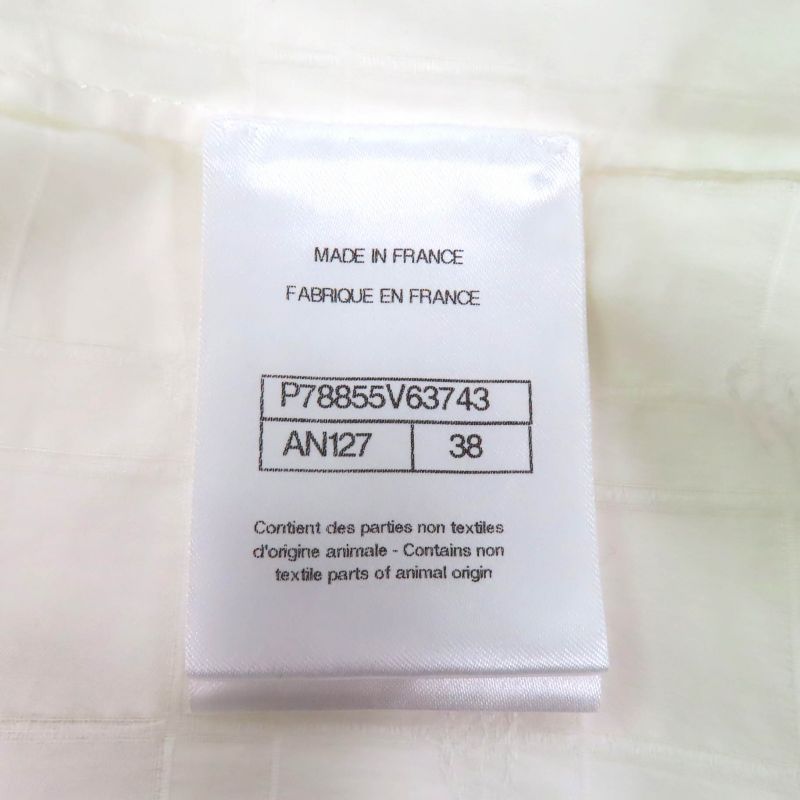 MADE IN FRANCE
FABRIQUE EN FRANCE
P78855V63743
AN127 38
Contient des parties non textiles
d'origine animale - Contains non
textile parts of animal origin